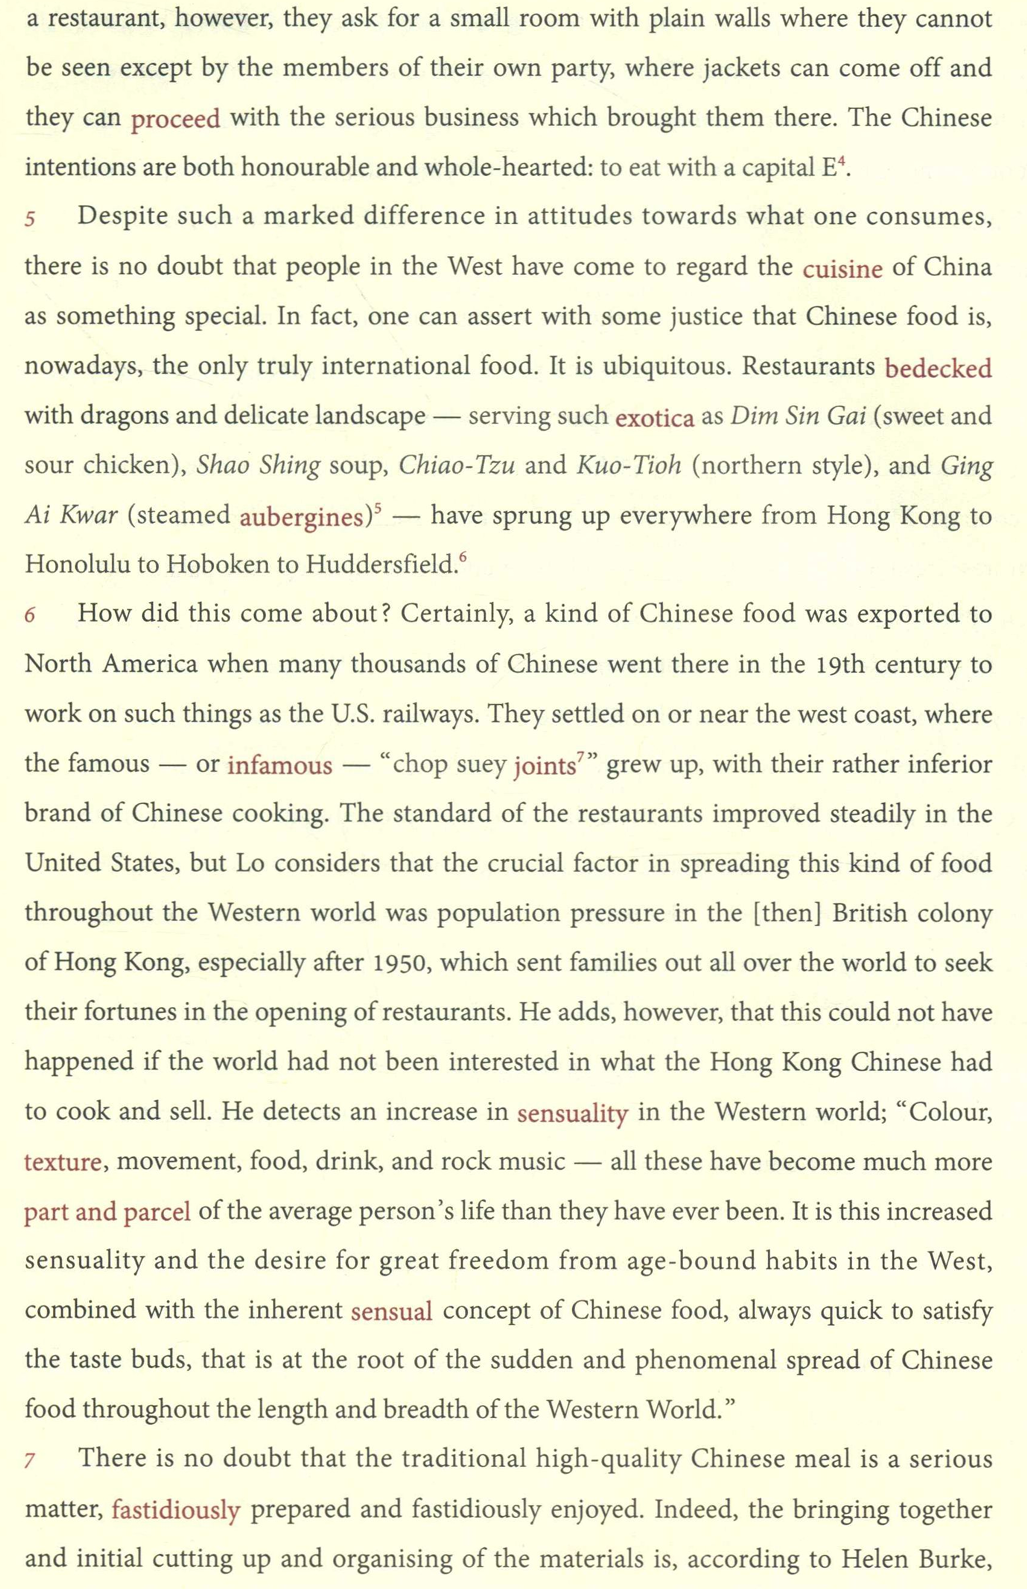 a restaurant, however, they ask for a small room with plain walls where they cannot
be seen except by the members of their own party, where jackets can come off and
they can proceed with the serious business which brought them there. The Chinese
intentions are both honourable and whole-hearted: to eat with a capital E⁴.
5 Despite such a marked difference in attitudes towards what one consumes,
there is no doubt that people in the West have come to regard the cuisine of China
as something special. In fact, one can assert with some justice that Chinese food is,
nowadays, the only truly international food. It is ubiquitous. Restaurants bedecked
with dragons and delicate landscape — serving such exotica as Dim Sin Gai (sweet and
sour chicken), Shao Shing soup, Chiao-Tzu and Kuo-Tioh (northern style), and Ging
Ai Kwar (steamed aubergines)⁵ — have sprung up everywhere from Hong Kong to
Honolulu to Hoboken to Huddersfield.⁶
6 How did this come about? Certainly, a kind of Chinese food was exported to
North America when many thousands of Chinese went there in the 19th century to
work on such things as the U.S. railways. They settled on or near the west coast, where
the famous — or infamous — “chop suey joints⁷” grew up, with their rather inferior
brand of Chinese cooking. The standard of the restaurants improved steadily in the
United States, but Lo considers that the crucial factor in spreading this kind of food
throughout the Western world was population pressure in the [then] British colony
of Hong Kong, especially after 1950, which sent families out all over the world to seek
their fortunes in the opening of restaurants. He adds, however, that this could not have
happened if the world had not been interested in what the Hong Kong Chinese had
to cook and sell. He detects an increase in sensuality in the Western world; “Colour,
texture, movement, food, drink, and rock music — all these have become much more
part and parcel of the average person’s life than they have ever been. It is this increased
sensuality and the desire for great freedom from age-bound habits in the West,
combined with the inherent sensual concept of Chinese food, always quick to satisfy
the taste buds, that is at the root of the sudden and phenomenal spread of Chinese
food throughout the length and breadth of the Western World.”
7 There is no doubt that the traditional high-quality Chinese meal is a serious
matter, fastidiously prepared and fastidiously enjoyed. Indeed, the bringing together
and initial cutting up and organising of the materials is, according to Helen Burke,